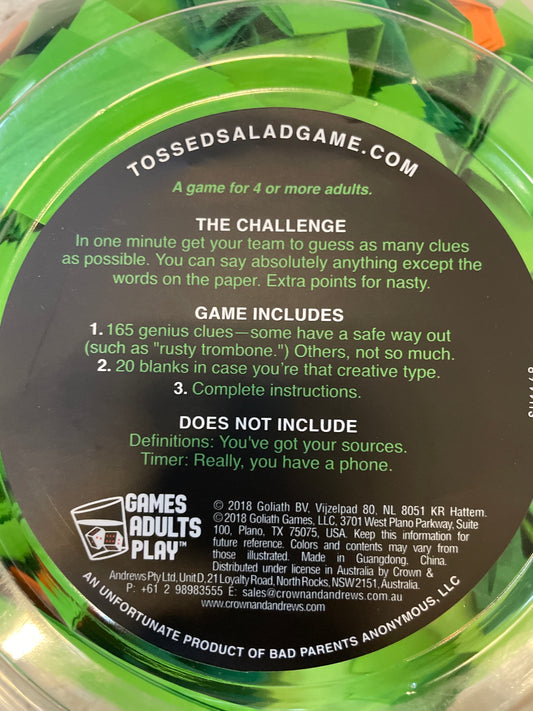 TOSSEDSALADGAME.COM
A game for 4 or more adults.
THE CHALLENGE
In one minute get your team to guess as many clues
as possible. You can say absolutely anything except the
words on the paper. Extra points for nasty.
GAME INCLUDES
1. 165 genius clues—some have a safe way out
(such as "rusty trombone.") Others, not so much.
2. 20 blanks in case you're that creative type.
3. Complete instructions.
DOES NOT INCLUDE
Definitions: You've got your sources.
Timer: Really, you have a phone.
GAMES
ADULTS
PLAY™
© 2018 Goliath BV, Vijzelpad 80, NL 8051 KR Hattem.
©2018 Goliath Games, LLC, 3701 West Plano Parkway, Suite
100, Plano, TX 75075, USA. Keep this information for
future reference. Colors and contents may vary from
those illustrated. Made in Guangdong, China.
Distributed under license in Australia by Crown &
Andrews Pty Ltd, Unit D, 21 Loyalty Road, North Rocks, NSW 2151, Australia.
P: +61 2 98983555 E: sales@crownandandrews.com.au
www.crownandandrews.com
AN UNFORTUNATE PRODUCT OF BAD PARENTS ANONYMOUS, LLC